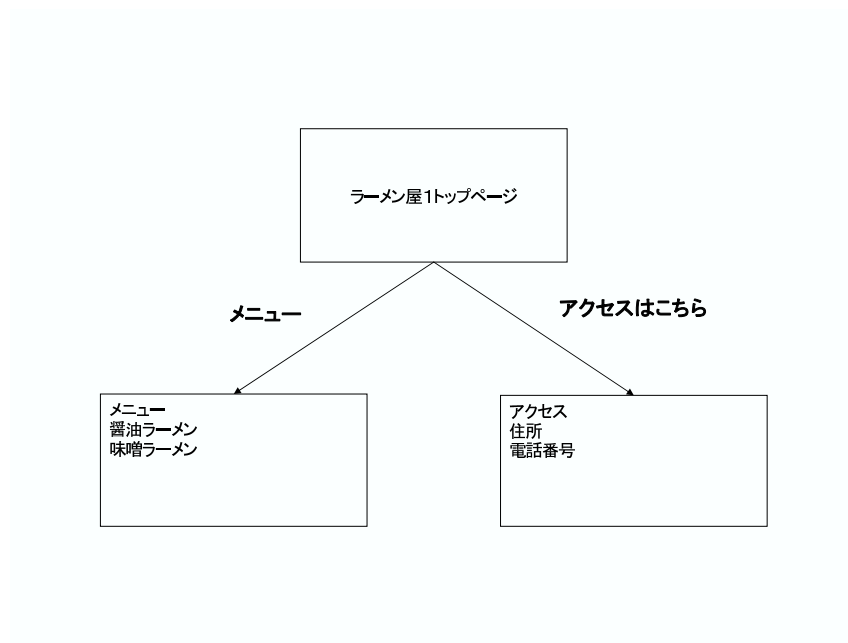 ラーメン屋１トップページ
メニュー
アクセスはこちら
メニュー
醤油ラーメン
味噌ラーメン
アクセス
住所
電話番号